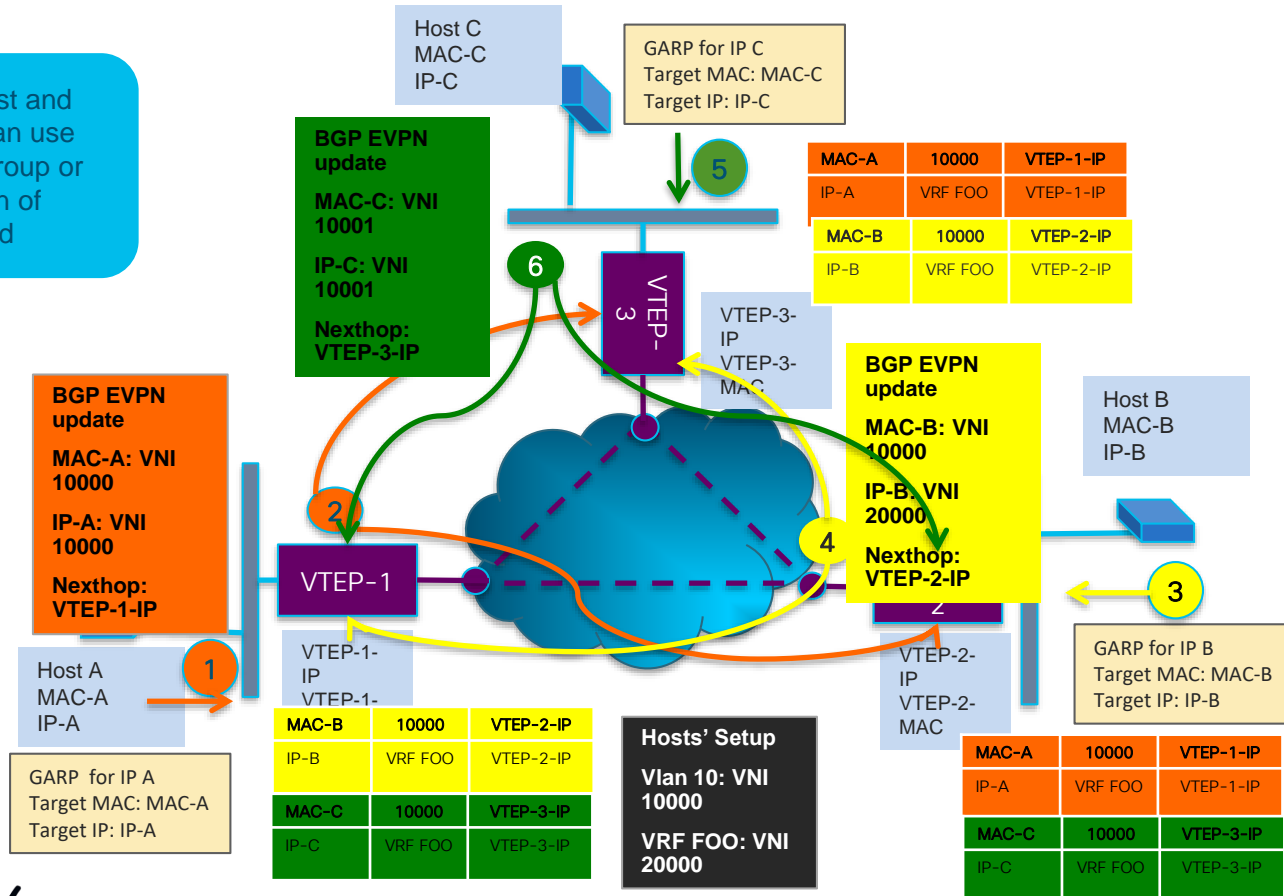 Host C
MAC-C
IP-C
GARP for IP C
Target MAC: MAC-C
Target IP: IP-C
st and
an use
roup or
n of
d
BGP EVPN
update
MAC-C: VNI
10001
IP-C: VNI
10001
Nexthop:
VTEP-3-IP
5
MAC-A 10000 VTEP-1-IP
IP-A VRF FOO VTEP-1-IP
MAC-B 10000 VTEP-2-IP
IP-B VRF FOO VTEP-2-IP
6
VTEP-
3
VTEP-3-
IP
VTEP-3-
MAC
BGP EVPN
update
MAC-A: VNI
10000
IP-A: VNI
10000
Nexthop:
VTEP-1-IP
BGP EVPN
update
MAC-B: VNI
10000
IP-B: VNI
20000
Nexthop:
VTEP-2-IP
Host B
MAC-B
IP-B
2
4
VTEP-1
2
3
Host A
MAC-A
IP-A
1
VTEP-1-
IP
VTEP-1-
VTEP-2-
IP
VTEP-2-
MAC
GARP for IP B
Target MAC: MAC-B
Target IP: IP-B
GARP for IP A
Target MAC: MAC-A
Target IP: IP-A
MAC-B 10000 VTEP-2-IP
IP-B VRF FOO VTEP-2-IP
MAC-C 10000 VTEP-3-IP
IP-C VRF FOO VTEP-3-IP
Hosts' Setup
Vlan 10: VNI
10000
VRF FOO: VNI
20000
MAC-A 10000 VTEP-1-IP
IP-A VRF FOO VTEP-1-IP
MAC-C 10000 VTEP-3-IP
IP-C VRF FOO VTEP-3-IP